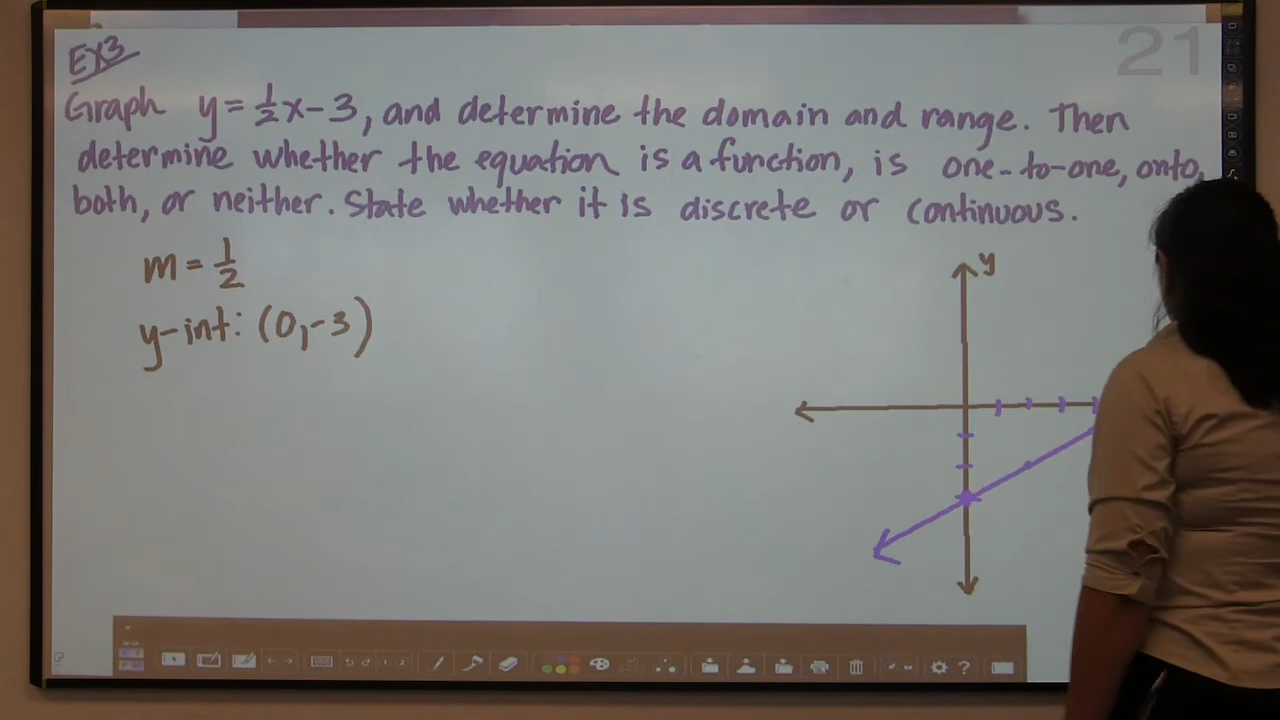 21
EX3
Graph y=½x-3, and determine the domain and range. Then
determine whether the equation is a function, is one-to-one, onto,
both, or neither. State whether it is discrete or continuous.
m = ½
y-int: (0,-3)
y